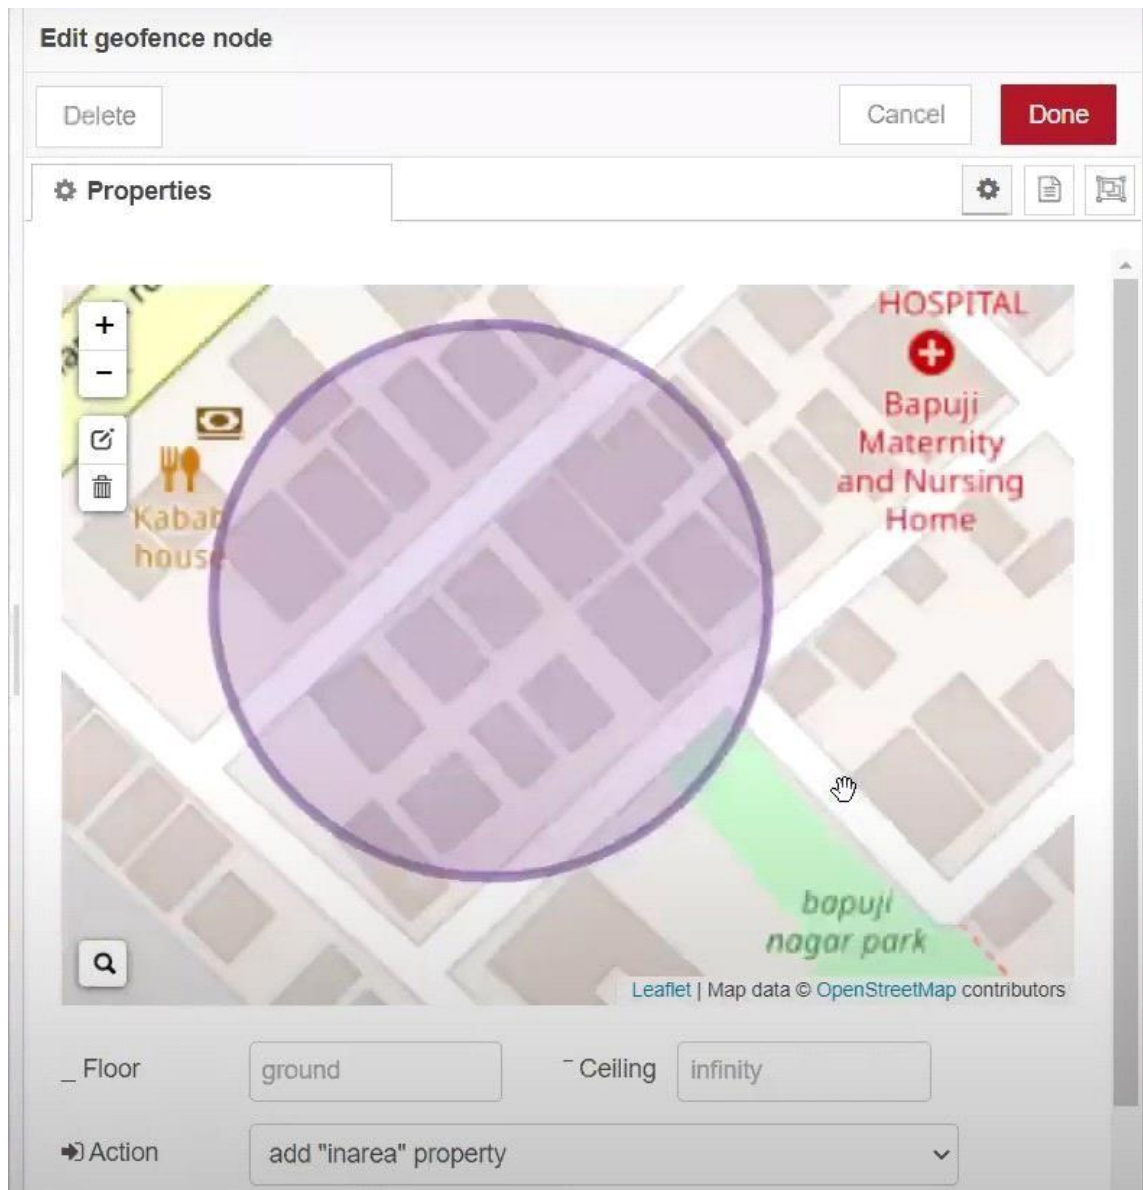 Edit geofence node
Delete
Cancel
Done
Properties
+
−
HOSPITAL
Bapuji
Maternity
and Nursing
Home
Kabab
house
bapuji
nagar park
Leaflet | Map data © OpenStreetMap contributors
Floor
ground
Ceiling
infinity
Action
add "inarea" property